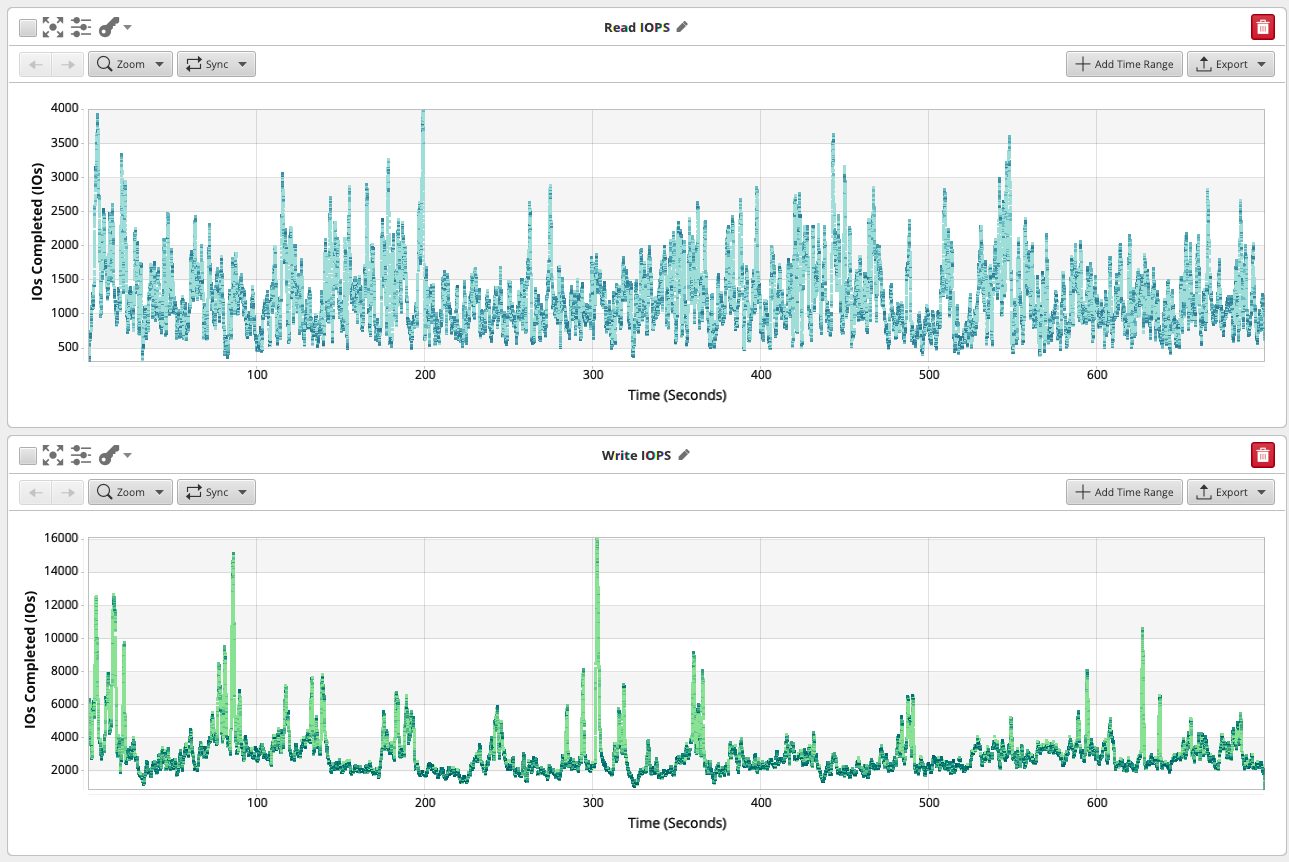 Read IOPS
Zoom
Sync
Add Time Range
Export
IOs Completed (IOs)
4000
3500
3000
2500
2000
1500
1000
500
100 200 300 400 500 600
Time (Seconds)
Write IOPS
Zoom
Sync
Add Time Range
Export
IOs Completed (IOs)
16000
14000
12000
10000
8000
6000
4000
2000
100 200 300 400 500 600
Time (Seconds)